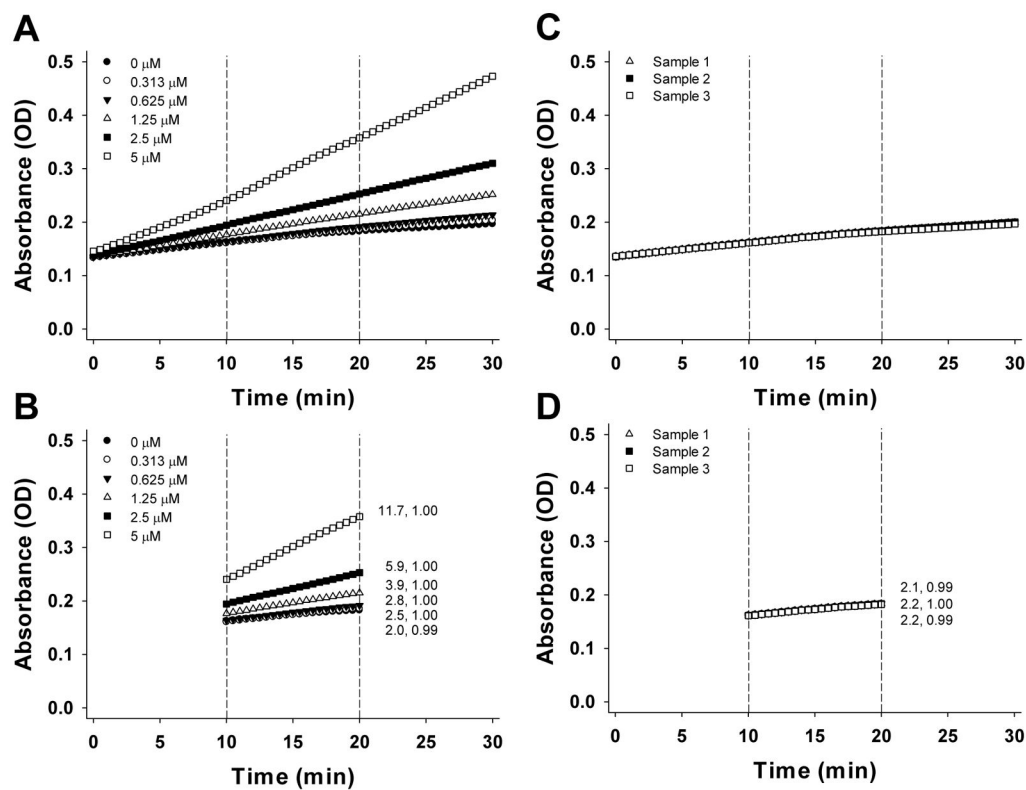 A
Absorbance (OD)
0.5
0.4
0.3
0.2
0.1
0.0
0 μM
0.313 μM
0.625 μM
1.25 μM
2.5 μM
5 μM
0 5 10 15 20 25 30
Time (min)
C
Absorbance (OD)
0.5
0.4
0.3
0.2
0.1
0.0
Sample 1
Sample 2
Sample 3
0 5 10 15 20 25 30
Time (min)
B
Absorbance (OD)
0.5
0.4
0.3
0.2
0.1
0.0
0 μM
0.313 μM
0.625 μM
1.25 μM
2.5 μM
5 μM
11.7, 1.00
5.9, 1.00
3.9, 1.00
2.8, 1.00
2.5, 1.00
2.0, 0.99
0 5 10 15 20 25 30
Time (min)
D
Absorbance (OD)
0.5
0.4
0.3
0.2
0.1
0.0
Sample 1
Sample 2
Sample 3
2.1, 0.99
2.2, 1.00
2.2, 0.99
0 5 10 15 20 25 30
Time (min)